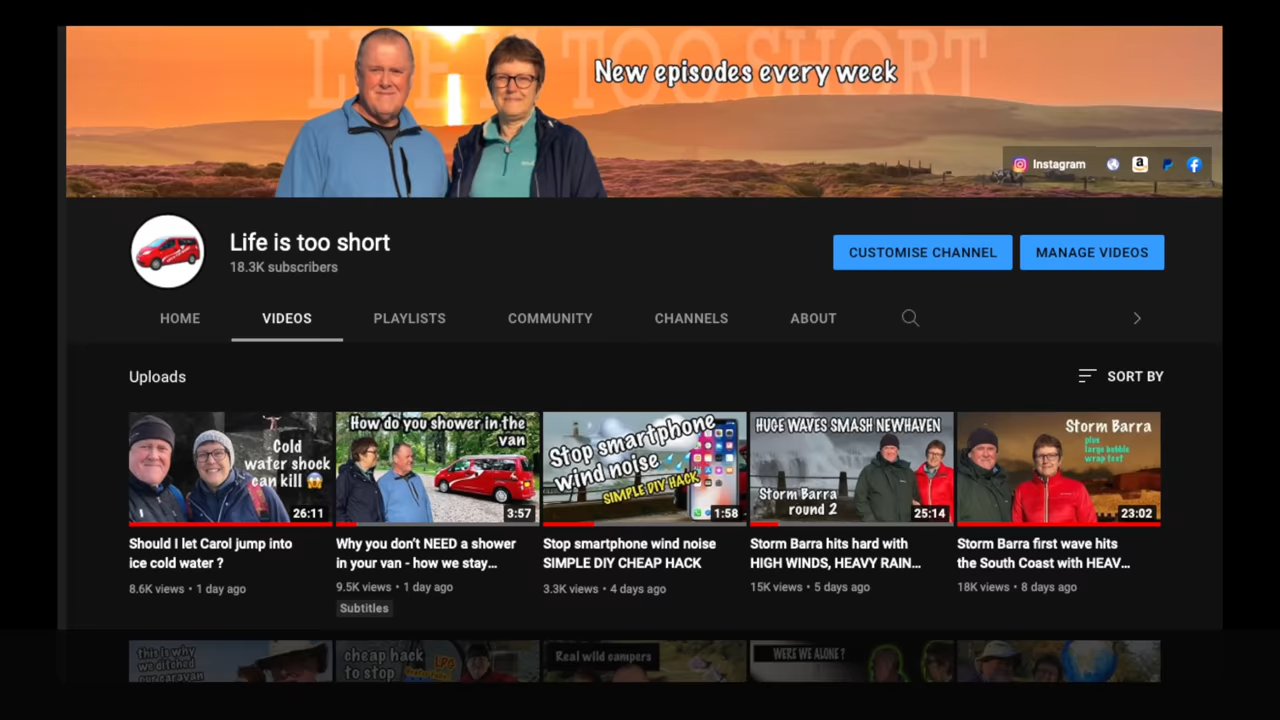 LIFE IS TOO SHORT
New episodes every week
Instagram
Life is too short
18.3K subscribers
CUSTOMISE CHANNEL
MANAGE VIDEOS
HOME
VIDEOS
PLAYLISTS
COMMUNITY
CHANNELS
ABOUT
Uploads
SORT BY
Cold
water shock
can kill 😱
26:11
How do you shower in the
van
3:57
Stop smartphone
wind noise
SIMPLE DIY HACK
1:58
HUGE WAVES SMASH NEWHAVEN
Storm Barra
round 2
25:14
Storm Barra
plus
large bubble
wrap test
23:02
Should I let Carol jump into
ice cold water ?
8.6K views • 1 day ago
Why you don't NEED a shower
in your van - how we stay...
9.5K views • 1 day ago
Subtitles
Stop smartphone wind noise
SIMPLE DIY CHEAP HACK
3.3K views • 4 days ago
Storm Barra hits hard with
HIGH WINDS, HEAVY RAIN...
15K views • 5 days ago
Storm Barra first wave hits
the South Coast with HEAV...
18K views • 8 days ago
this is why
we ditched
our caravan
cheap hack
to stop
LPG
Real wild campers
WERE WE ALONE ?